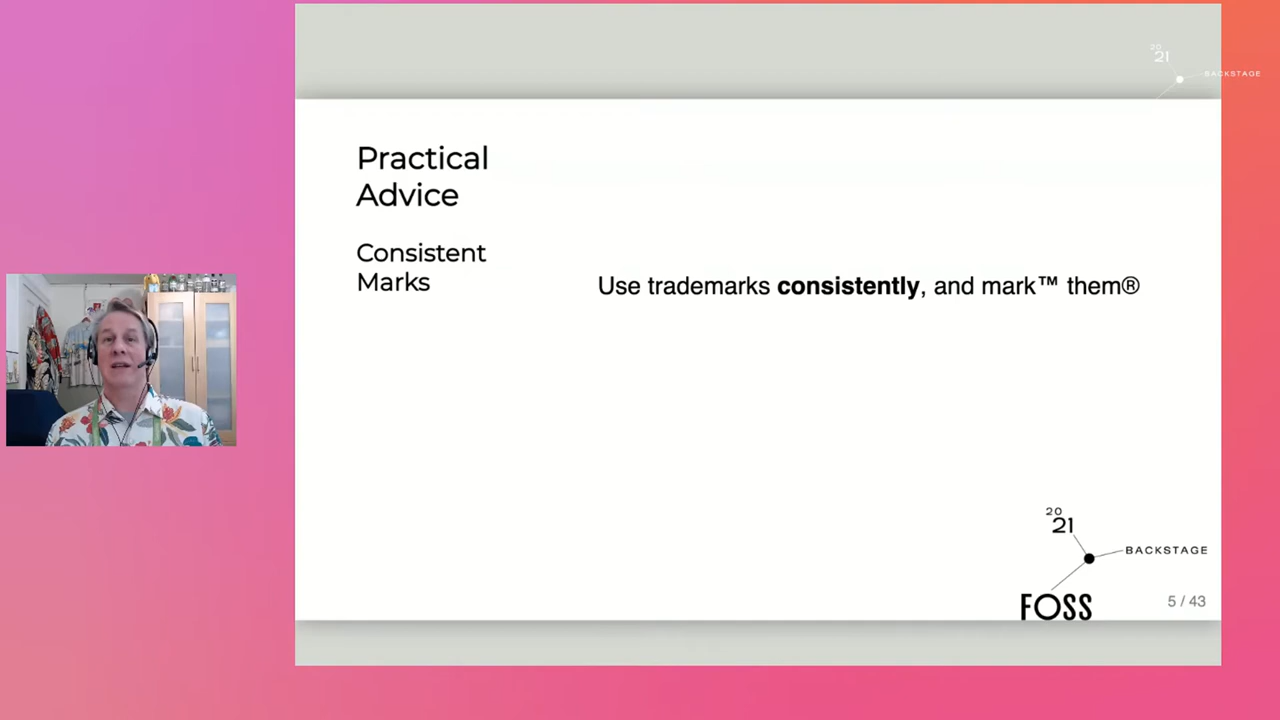 20
21
BACKSTAGE
Practical
Advice
Consistent
Marks
Use trademarks consistently, and mark™ them®
20
21
BACKSTAGE
FOSS
5 / 43